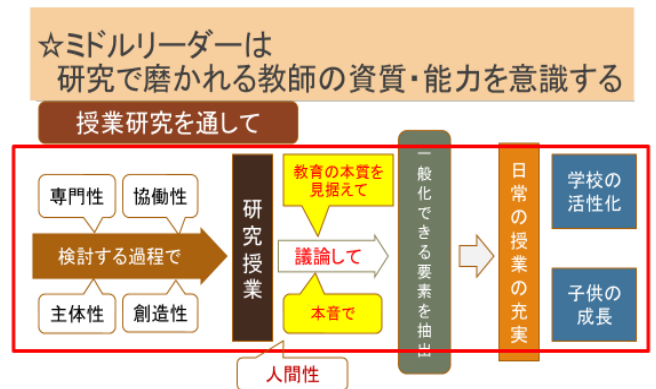 ☆ミドルリーダーは
研究で磨かれる教師の資質・能力を意識する
授業研究を通して
専門性
協働性
検討する過程で
主体性
創造性
研究授業
教育の本質を
見据えて
議論して
本音で
人間性
一般化できる要素を抽出
日常の授業の充実
学校の
活性化
子供の
成長